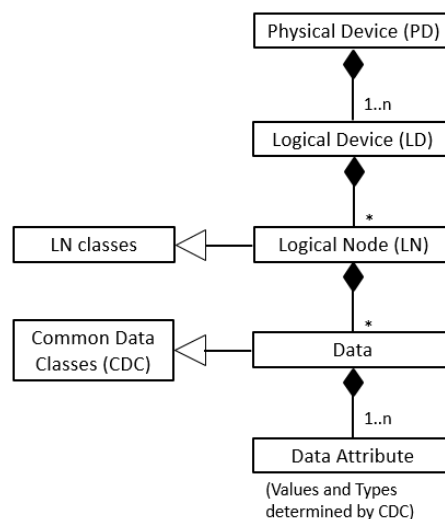 Physical Device (PD)
1..n
Logical Device (LD)
*
LN classes
Logical Node (LN)
*
Common Data
Classes (CDC)
Data
1..n
Data Attribute
(Values and Types
determined by CDC)